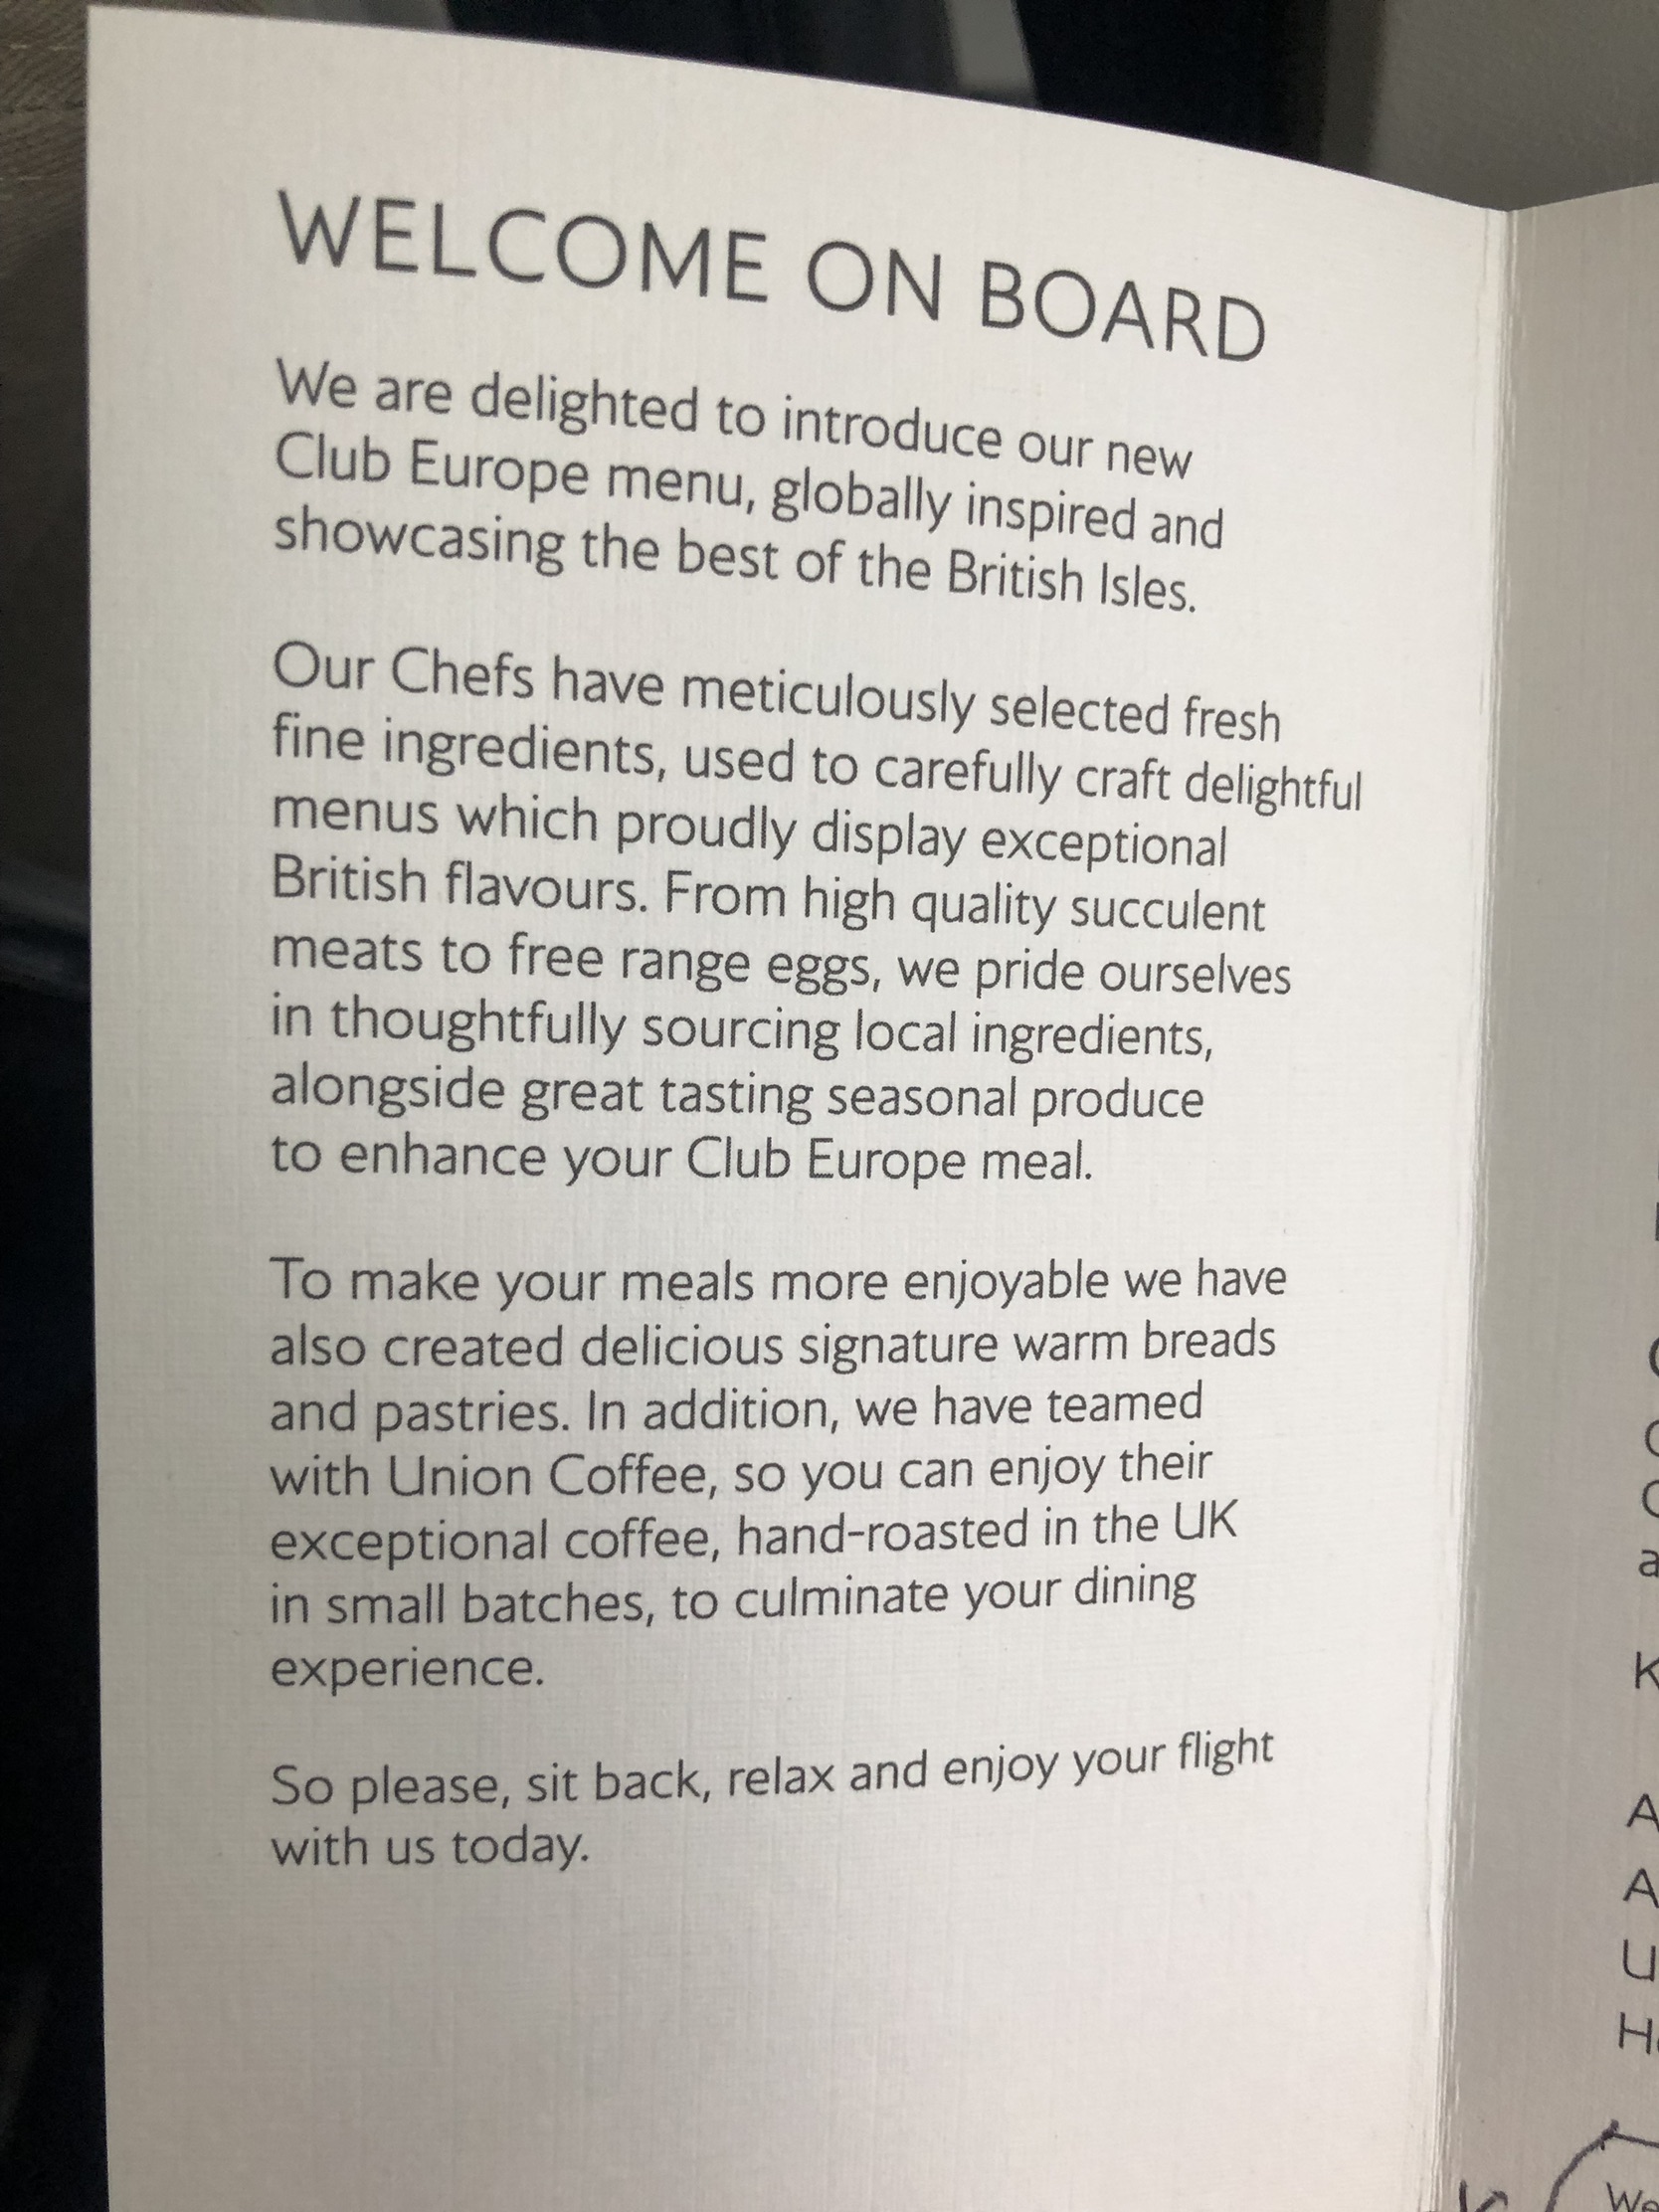 WELCOME ON BOARD
We are delighted to introduce our new
Club Europe menu, globally inspired and
showcasing the best of the British Isles.
Our Chefs have meticulously selected fresh
fine ingredients, used to carefully craft delightful
menus which proudly display exceptional
British flavours. From high quality succulent
meats to free range eggs, we pride ourselves
in thoughtfully sourcing local ingredients,
alongside great tasting seasonal produce
to enhance your Club Europe meal.
To make your meals more enjoyable we have
also created delicious signature warm breads
and pastries. In addition, we have teamed
with Union Coffee, so you can enjoy their
exceptional coffee, hand-roasted in the UK
in small batches, to culminate your dining
experience.
So please, sit back, relax and enjoy your flight
with us today.